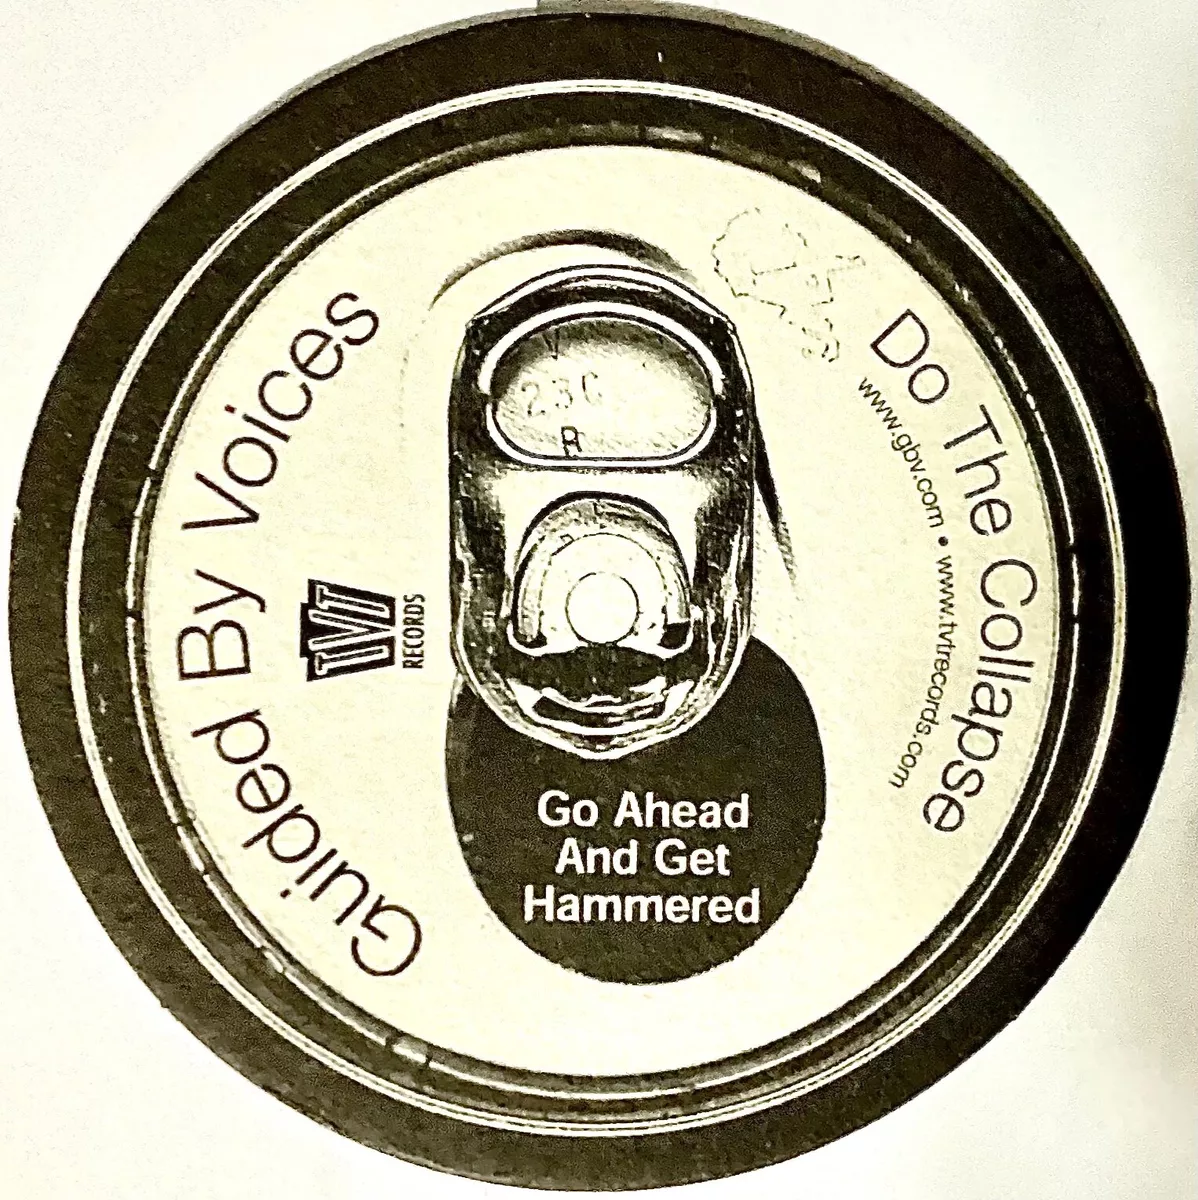 Guided By Voices
TVT
RECORDS
Do The Collapse
www.gbv.com • www.tvtrecords.com
V
23G
R
Go Ahead
And Get
Hammered